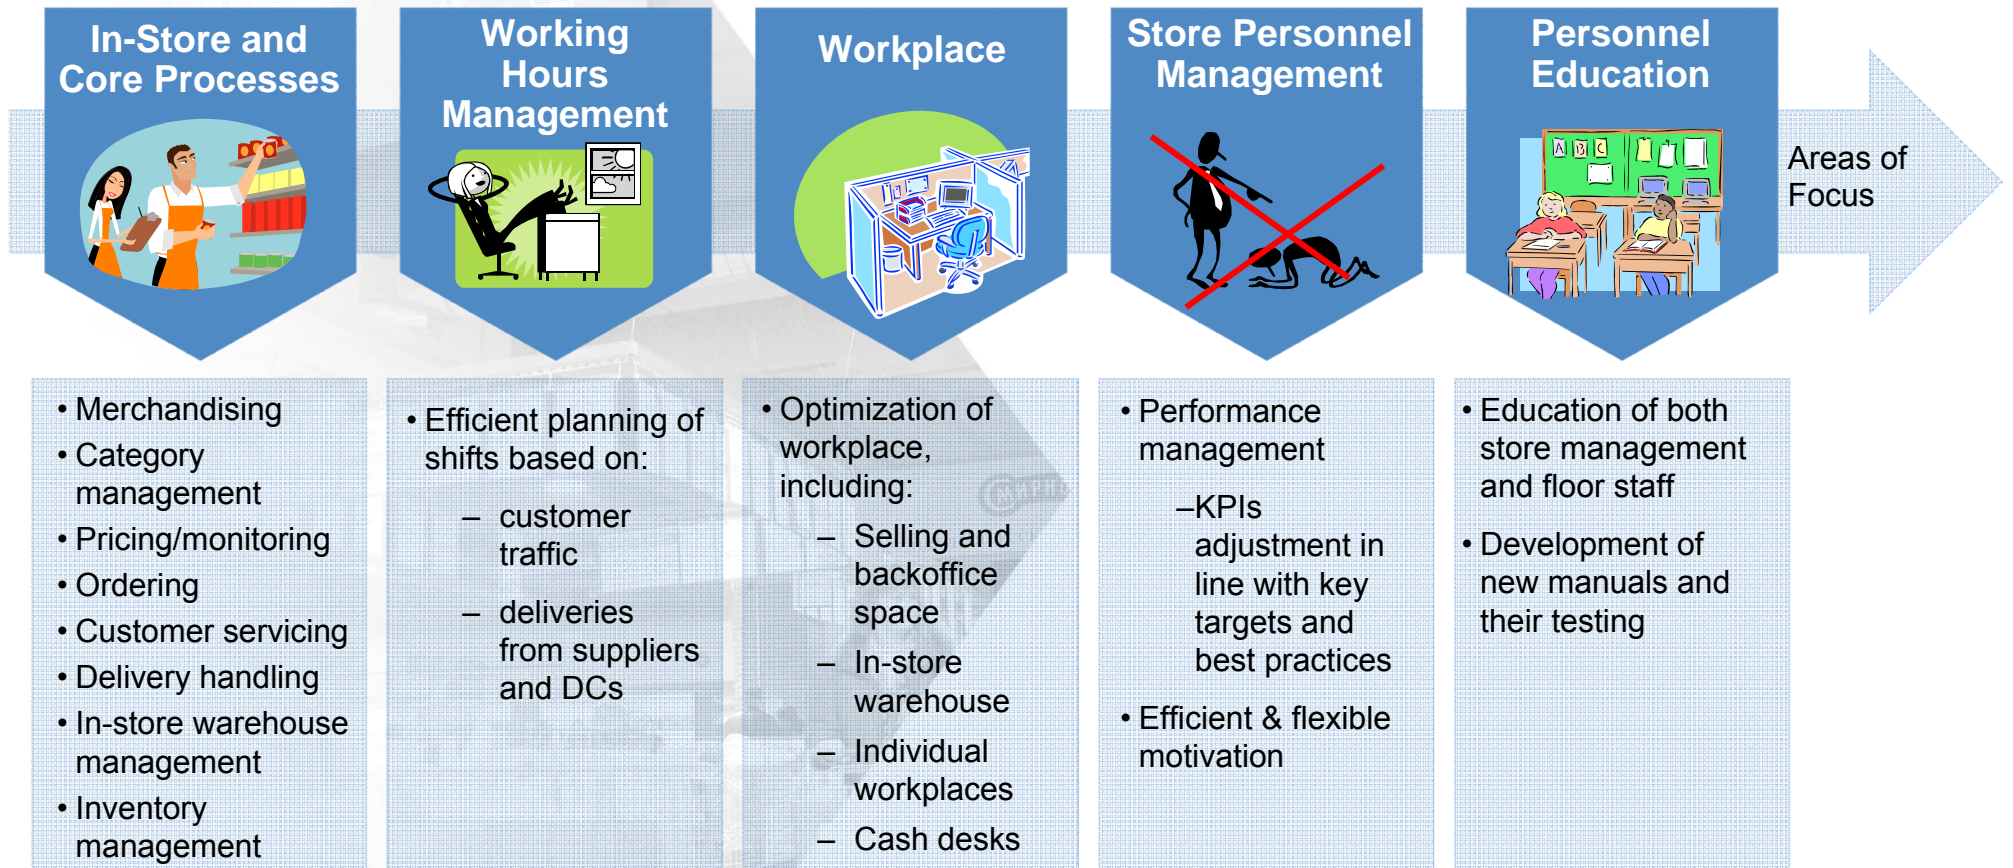 In-Store and
Core Processes
Working
Hours
Management
Workplace
Store Personnel
Management
Personnel
Education
A B C
Areas of
Focus
• Merchandising
• Category
management
• Pricing/monitoring
• Ordering
• Customer servicing
• Delivery handling
• In-store warehouse
management
• Inventory
management
• Efficient planning of
shifts based on:
– customer
traffic
– deliveries
from suppliers
and DCs
• Optimization of
workplace,
including:
– Selling and
backoffice
space
– In-store
warehouse
– Individual
workplaces
– Cash desks
• Performance
management
–KPIs
adjustment in
line with key
targets and
best practices
• Efficient & flexible
motivation
• Education of both
store management
and floor staff
• Development of
new manuals and
their testing